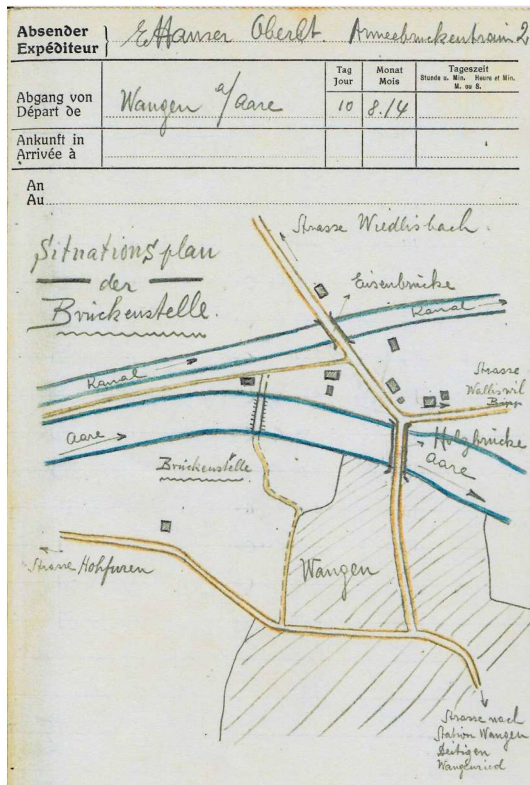 Absender
Expéditeur
E Hauser Oberlt. Armeebrückentrain 2
Tag
Jour
Monat
Mois
Tageszeit
Stunde u. Min. Heure et Min.
M. ou S.
Abgang von
Départ de
Wangen a/Aare
10
8.14
Ankunft in
Arrivée à
An
Au
Situationsplan
der
Brückenstelle.
Strasse Wiedlisbach.
Eisenbrücke
Kanal
Kanal
Strasse
Walliswil
Bipp
Aare
Holzbrücke
Aare
Brückenstelle
Strasse Hohfuren
Wangen
Strasse nach
Station Wangen
Deitigen
Wangenried